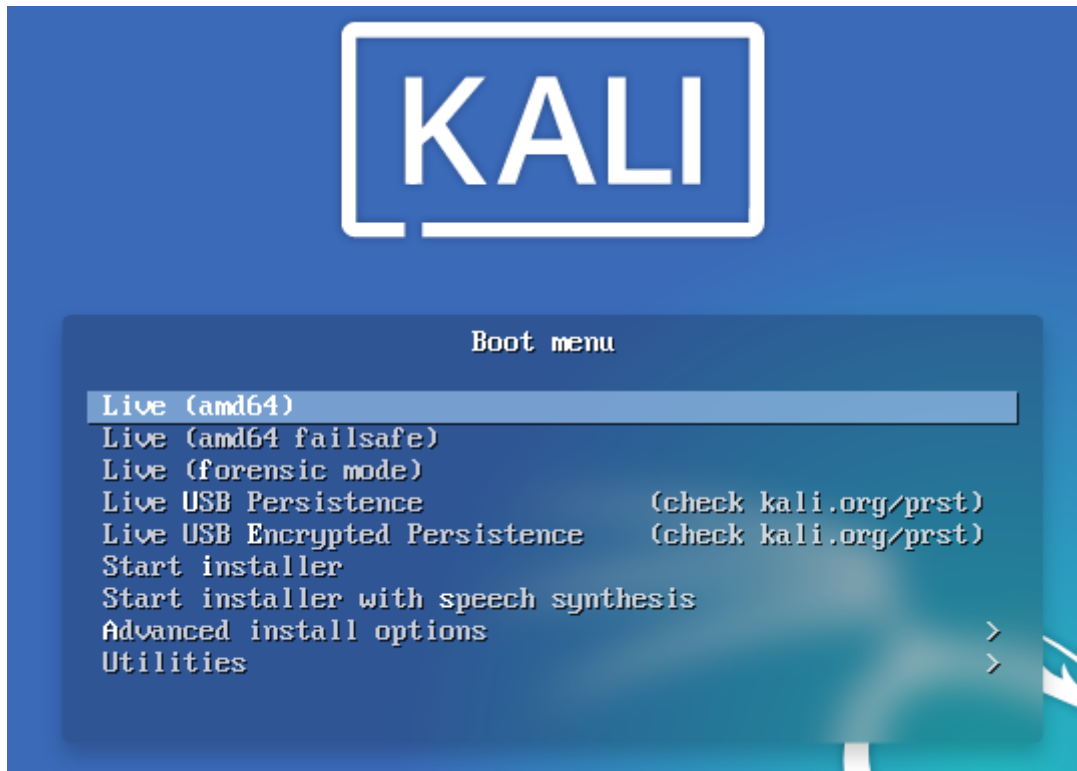 KALI
Boot menu
Live (amd64)
Live (amd64 failsafe)
Live (forensic mode)
Live USB Persistence (check kali.org/prst)
Live USB Encrypted Persistence (check kali.org/prst)
Start installer
Start installer with speech synthesis
Advanced install options >
Utilities >